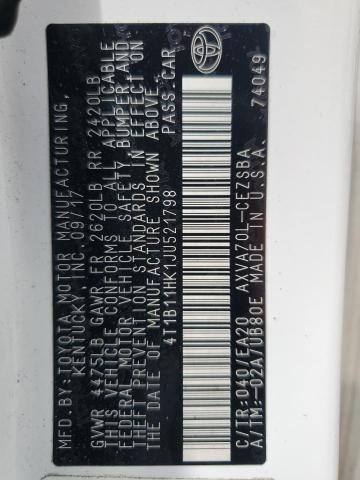 MFD.BY:TOYOTA MOTOR MANUFACTURING,
KENTUCKY, INC.09/17
GVWR 4475LB GAWR FR 2620LB RR 2420LB
THIS VEHICLE CONFORMS TO ALL APPLICABLE
FEDERAL MOTOR VEHICLE SAFETY, BUMPER,AND
THEFT PREVENTION STANDARDS IN EFFECT ON
THE DATE OF MANUFACTURE SHOWN ABOVE.
4T1B11HK1JU521798 PASS.CAR
C/TR:040/EA20 AXVA70L-CEZSBA
A/TM:-02A/UB80E MADE IN U.S.A. 74049